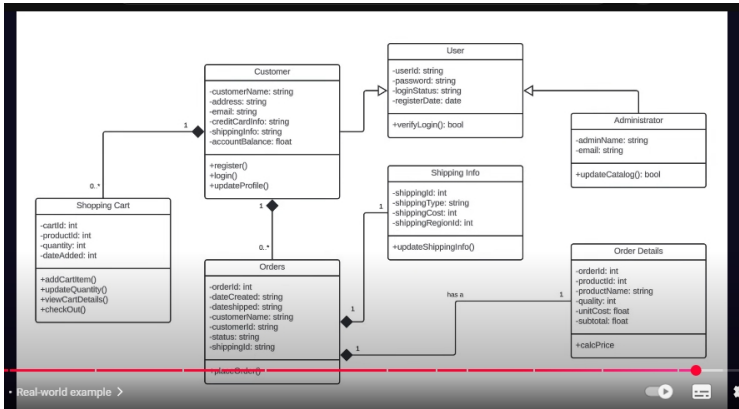 User
-userId: string
-password: string
-loginStatus: string
-registerDate: date
+verifyLogin(): bool
Customer
-customerName: string
-address: string
-email: string
-creditCardInfo: string
-shippingInfo: string
-accountBalance: float
+register()
+login()
+updateProfile()
Administrator
-adminName: string
-email: string
+updateCatalog(): bool
1
0. *
Shopping Cart
-cartId: int
-productId: int
-quantity: int
-dateAdded: int
+addCartItem()
+updateQuantity()
+viewCartDetails()
+checkOut()
1
0. *
Shipping Info
-shippingId: int
-shippingType: string
-shippingCost: int
-shippingRegionId: int
+updateShippingInfo()
1
1
Orders
-orderId: int
-dateCreated: string
-dateshipped: string
-customerName: string
-customerId: string
-status: string
-shippingId: string
+placeOrder()
1
has a
1
Order Details
-orderId: int
-productId: int
-productName: string
-quality: int
-unitCost: float
-subtotal: float
+calcPrice
• Real-world example >